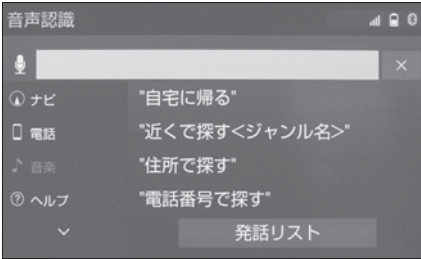 音声認識
ナビ
"自宅に帰る"
電話
"近くで探す<ジャンル名>"
音楽
"住所で探す"
ヘルプ
"電話番号で探す"
発話リスト